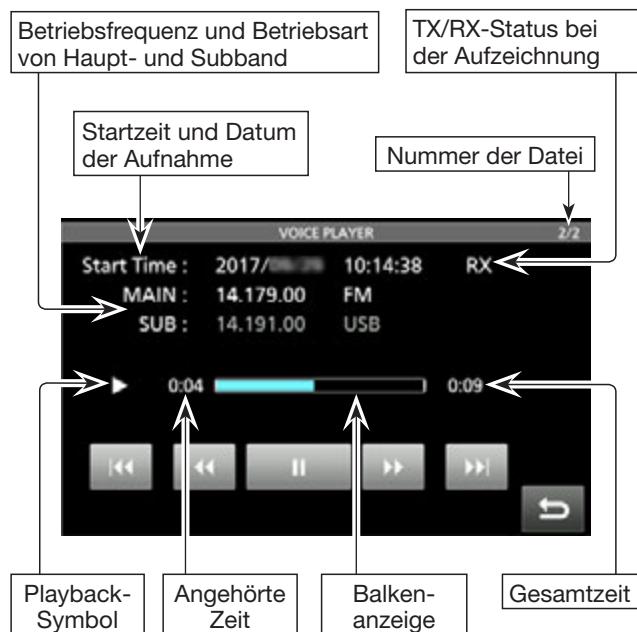 Betriebsfrequenz und Betriebsart
von Haupt- und Subband
TX/RX-Status bei
der Aufzeichnung
Startzeit und Datum
der Aufnahme
Nummer der Datei
VOICE PLAYER 2/2
Start Time : 2017/ 10:14:38 RX
MAIN : 14.179.00 FM
SUB : 14.191.00 USB
0:04 0:09
Playback-
Symbol
Angehörte
Zeit
Balken-
anzeige
Gesamtzeit